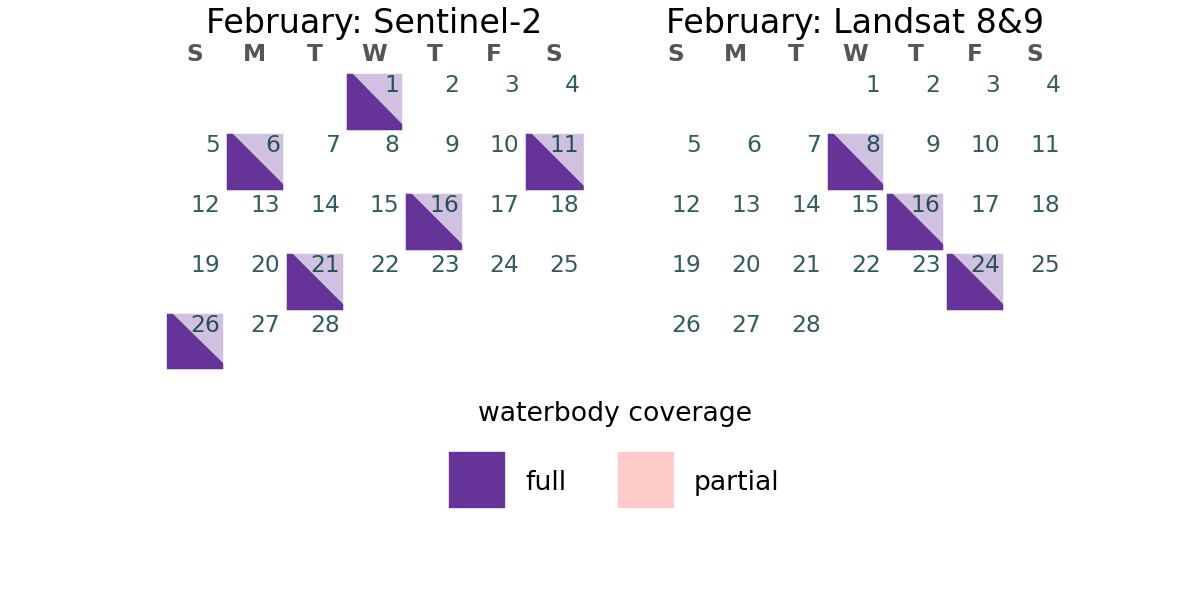 February: Sentinel-2
S M T W T F S
1 2 3 4
5 6 7 8 9 10 11
12 13 14 15 16 17 18
19 20 21 22 23 24 25
26 27 28
February: Landsat 8&9
S M T W T F S
1 2 3 4
5 6 7 8 9 10 11
12 13 14 15 16 17 18
19 20 21 22 23 24 25
26 27 28
waterbody coverage
full partial